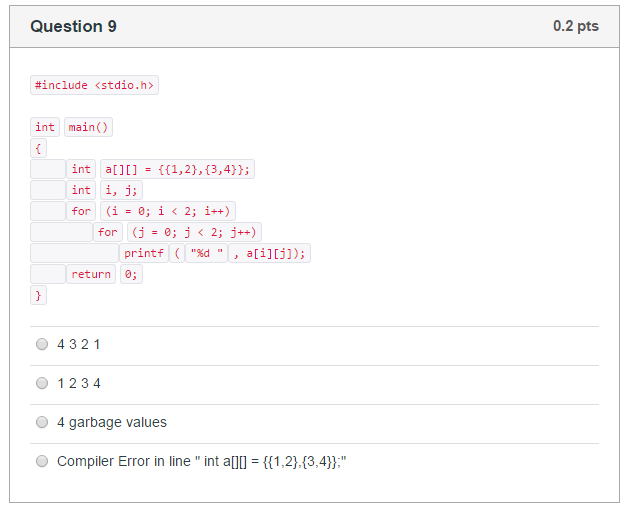 Question 9 0.2 pts
#include <stdio.h>
int main()
{
int a[][] = {{1,2},{3,4}};
int i, j;
for (i = 0; i < 2; i++)
for (j = 0; j < 2; j++)
printf ( "%d " , a[i][j]);
return 0;
}
4 3 2 1
1 2 3 4
4 garbage values
Compiler Error in line " int a[][] = {{1,2},{3,4}};"